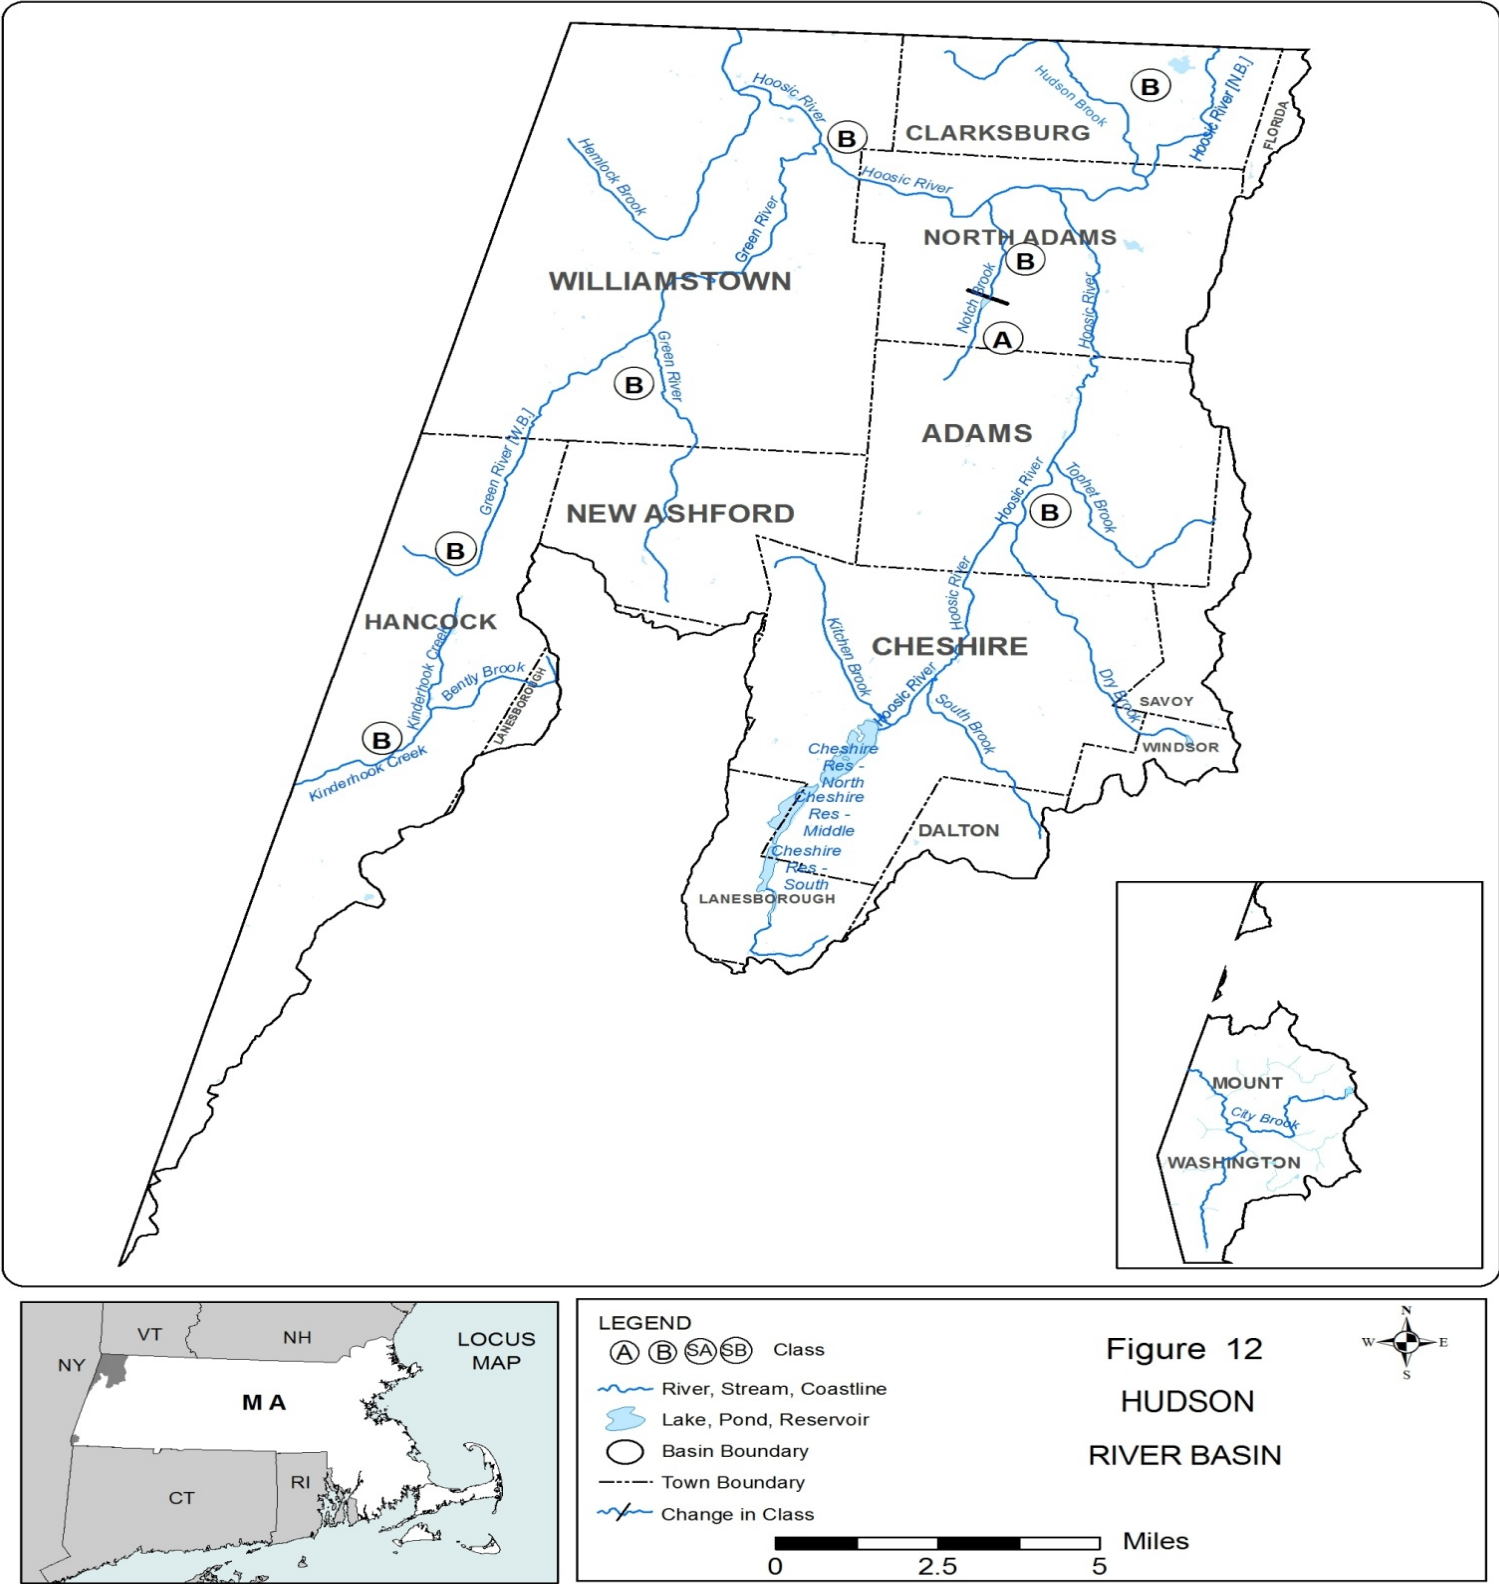 Hoosic River
Hudson Brook
B
Hoosic River [N.B.]
FLORIDA
B
CLARKSBURG
Hemlock Brook
Hoosic River
Green River
NORTH ADAMS
B
WILLIAMSTOWN
Notch Brook
Hoosic River
A
Green River
B
ADAMS
Green River [W.B.]
Hoosic River
Tophet Brook
NEW ASHFORD
B
B
Hoosic River
HANCOCK
Kitchen Brook
CHESHIRE
Kinderhook Creek
Bently Brook
LANESBOROUGH
Hoosic River
South Brook
Dry Brook
SAVOY
B
WINDSOR
Kinderhook Creek
Cheshire
Res -
North
Cheshire
Res -
Middle
DALTON
Cheshire
Res -
South
LANESBOROUGH
MOUNT
City Brook
WASHINGTON
VT
NH
LOCUS
MAP
NY
MA
CT
RI
LEGEND
A B SA SB Class
River, Stream, Coastline
Lake, Pond, Reservoir
Basin Boundary
Town Boundary
Change in Class
Figure 12
HUDSON
RIVER BASIN
N
W E
S
Miles
0 2.5 5